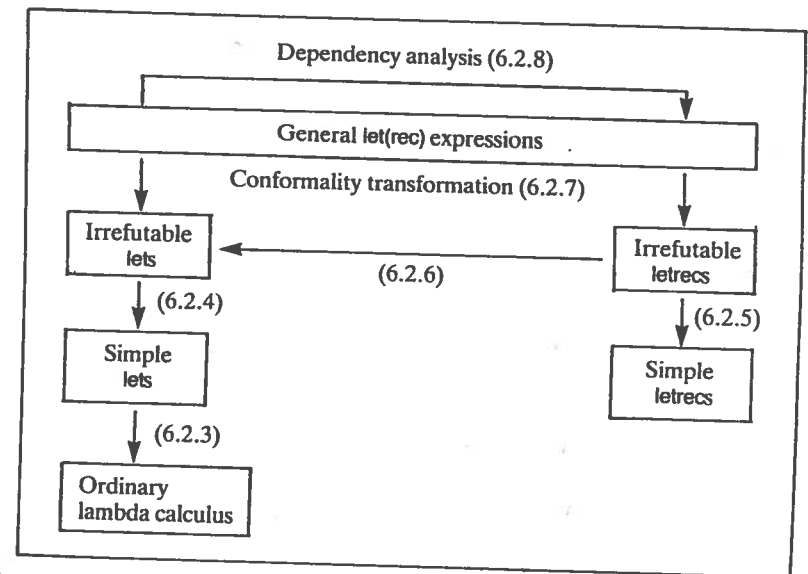 Dependency analysis (6.2.8)
General let(rec) expressions
Conformality transformation (6.2.7)
Irrefutable
lets
(6.2.6)
Irrefutable
letrecs
(6.2.4)
(6.2.5)
Simple
lets
Simple
letrecs
(6.2.3)
Ordinary
lambda calculus